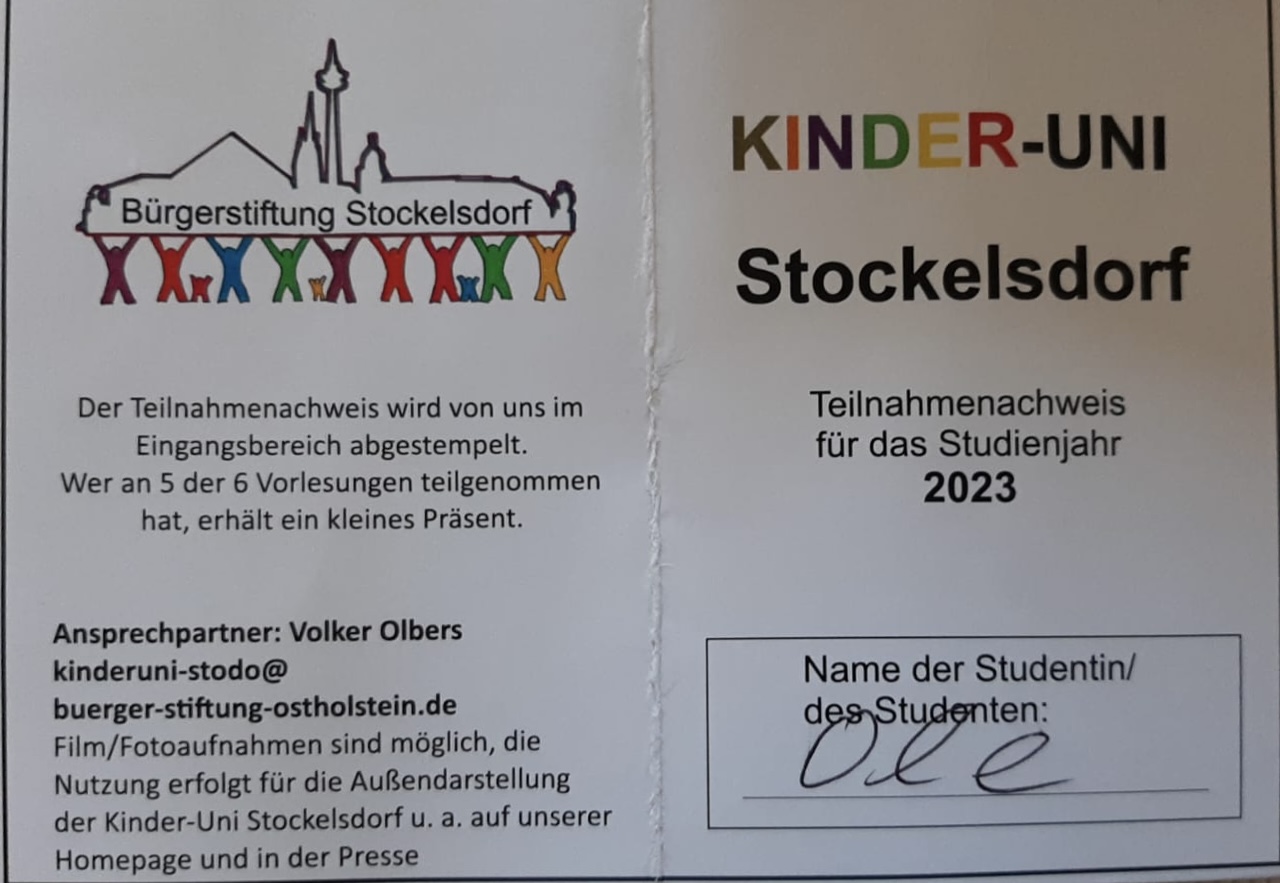 Bürgerstiftung Stockelsdorf
Der Teilnahmenachweis wird von uns im
Eingangsbereich abgestempelt.
Wer an 5 der 6 Vorlesungen teilgenommen
hat, erhält ein kleines Präsent.
Ansprechpartner: Volker Olbers
kinderuni-stodo@
buerger-stiftung-ostholstein.de
Film/Fotoaufnahmen sind möglich, die
Nutzung erfolgt für die Außendarstellung
der Kinder-Uni Stockelsdorf u. a. auf unserer
Homepage und in der Presse
KINDER-UNI
Stockelsdorf
Teilnahmenachweis
für das Studienjahr
2023
Name der Studentin/
des Studenten:
Ole